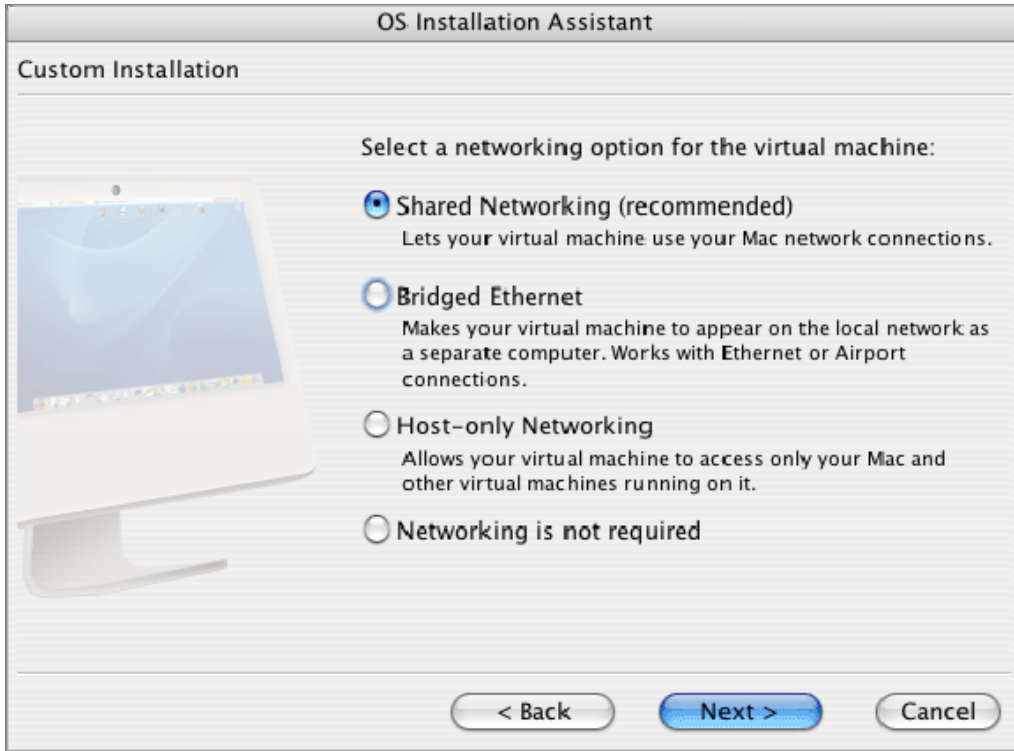 OS Installation Assistant
Custom Installation
Select a networking option for the virtual machine:
Shared Networking (recommended)
Lets your virtual machine use your Mac network connections.
Bridged Ethernet
Makes your virtual machine to appear on the local network as
a separate computer. Works with Ethernet or Airport
connections.
Host-only Networking
Allows your virtual machine to access only your Mac and
other virtual machines running on it.
Networking is not required
< Back
Next >
Cancel